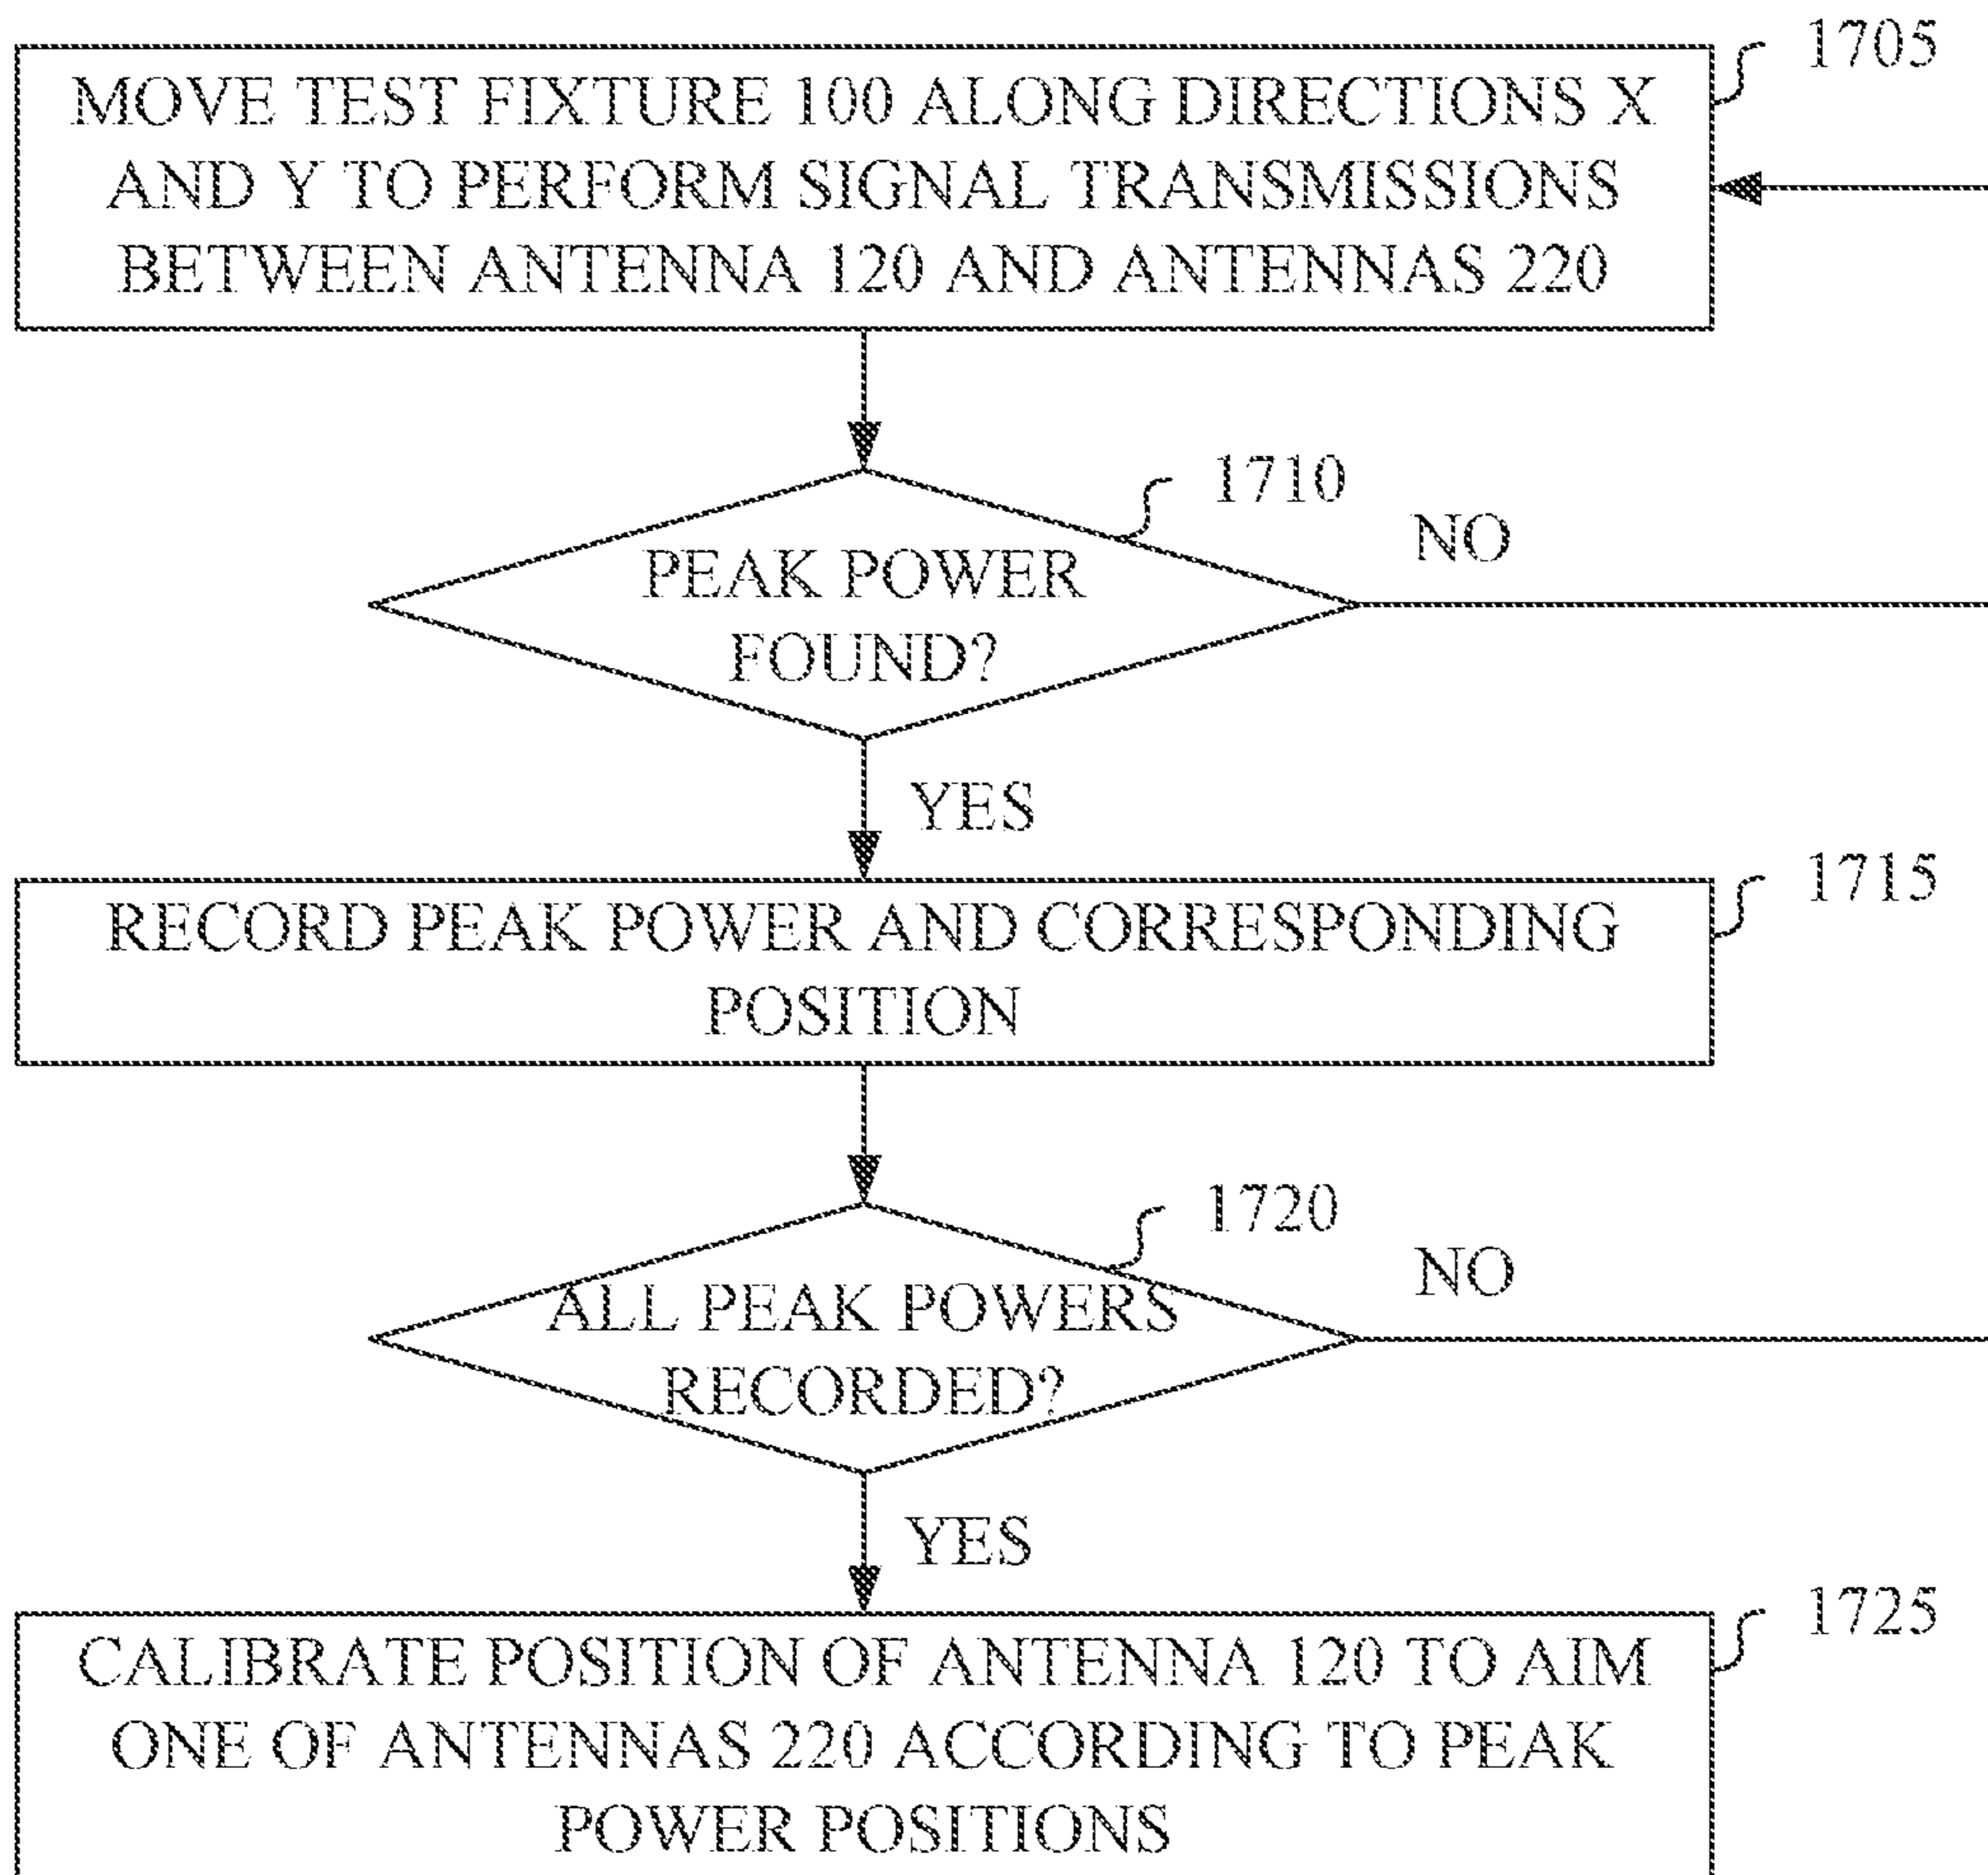 1705
MOVE TEST FIXTURE 100 ALONG DIRECTIONS X
AND Y TO PERFORM SIGNAL TRANSMISSIONS
BETWEEN ANTENNA 120 AND ANTENNAS 220
1710
NO
PEAK POWER
FOUND?
YES
1715
RECORD PEAK POWER AND CORRESPONDING
POSITION
1720
NO
ALL PEAK POWERS
RECORDED?
YES
1725
CALIBRATE POSITION OF ANTENNA 120 TO AIM
ONE OF ANTENNAS 220 ACCORDING TO PEAK
POWER POSITIONS